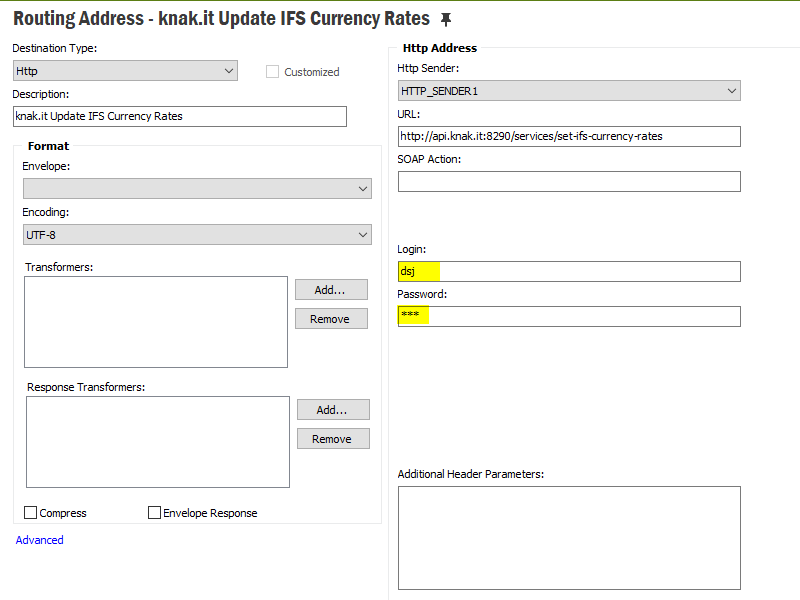 Routing Address - knak.it Update IFS Currency Rates
Destination Type:
Http
Customized
Description:
knak.it Update IFS Currency Rates
Format
Envelope:
Encoding:
UTF-8
Transformers:
Add...
Remove
Response Transformers:
Add...
Remove
Compress
Envelope Response
Advanced
Http Address
Http Sender:
HTTP_SENDER1
URL:
http://api.knak.it:8290/services/set-ifs-currency-rates
SOAP Action:
Login:
dsj
Password:
***
Additional Header Parameters: